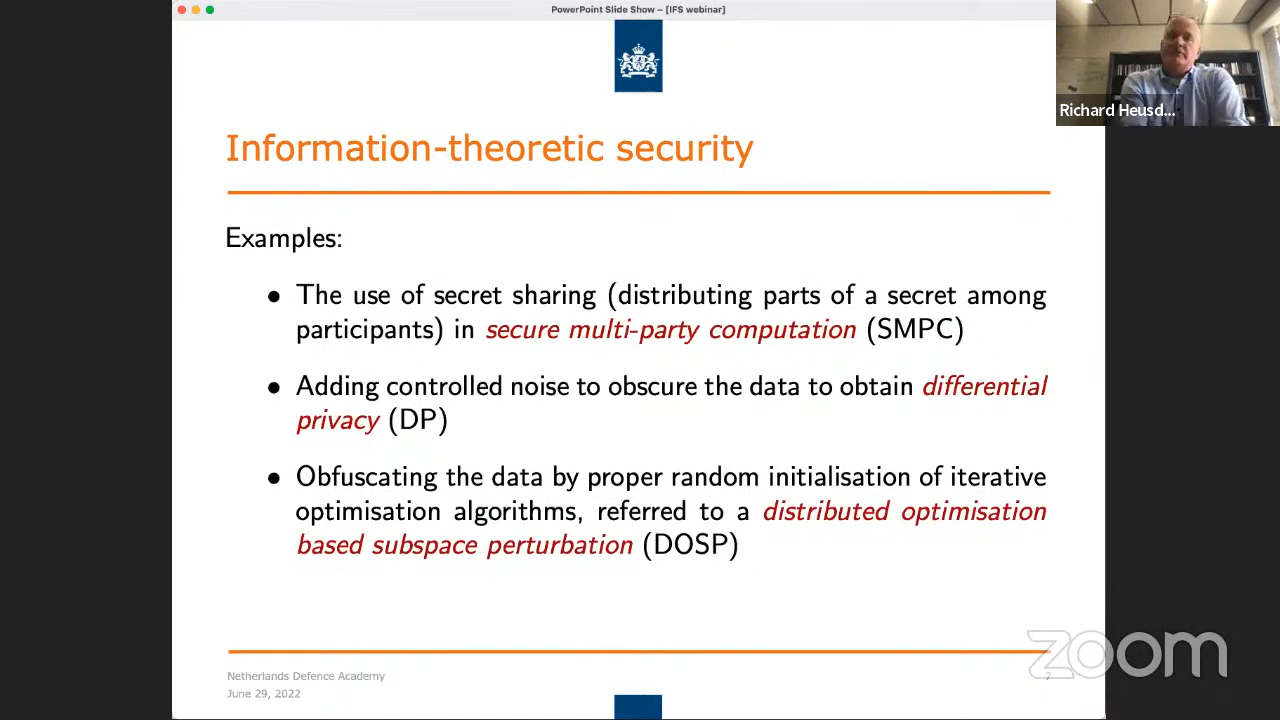 PowerPoint Slide Show – [IFS webinar]
Richard Heusd...
Information-theoretic security
Examples:
• The use of secret sharing (distributing parts of a secret among
participants) in secure multi-party computation (SMPC)
• Adding controlled noise to obscure the data to obtain differential
privacy (DP)
• Obfuscating the data by proper random initialisation of iterative
optimisation algorithms, referred to a distributed optimisation
based subspace perturbation (DOSP)
Netherlands Defence Academy
June 29, 2022
zoom